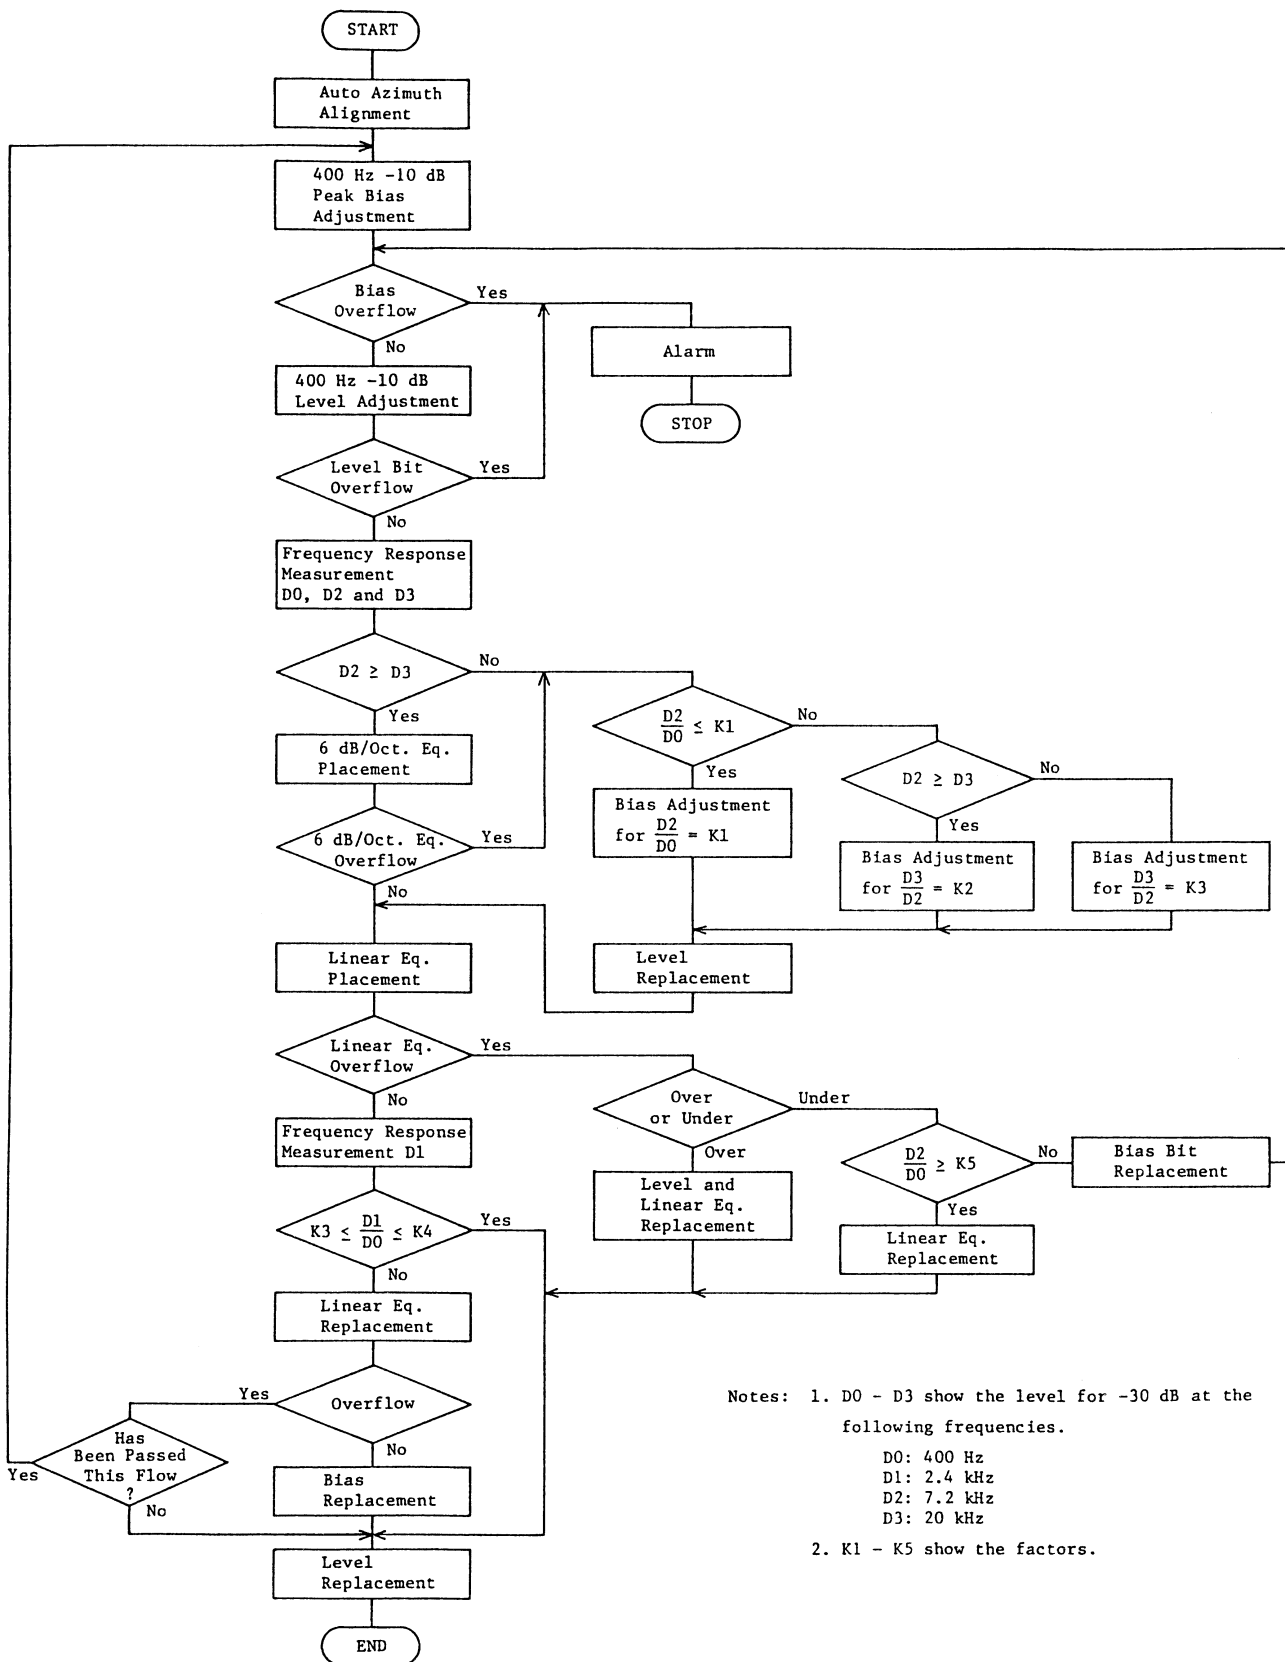 START
Auto Azimuth
Alignment
400 Hz -10 dB
Peak Bias
Adjustment
Bias
Overflow
Yes
No
Alarm
STOP
400 Hz -10 dB
Level Adjustment
Level Bit
Overflow
Yes
No
Frequency Response
Measurement
D0, D2 and D3
D2 ≥ D3
No
Yes
D2/D0 ≤ K1
No
Yes
D2 ≥ D3
No
Yes
6 dB/Oct. Eq.
Placement
Bias Adjustment
for D2/D0 = K1
6 dB/Oct. Eq.
Overflow
Yes
No
Bias Adjustment
for D3/D2 = K2
Bias Adjustment
for D3/D2 = K3
Linear Eq.
Placement
Level
Replacement
Linear Eq.
Overflow
Yes
No
Over
or Under
Under
Over
Frequency Response
Measurement D1
D2/D0 ≥ K5
No
Yes
Bias Bit
Replacement
Level and
Linear Eq.
Replacement
K3 ≤ D1/D0 ≤ K4
Yes
No
Linear Eq.
Replacement
Linear Eq.
Replacement
Overflow
Yes
No
Has
Been Passed
This Flow
?
Yes
No
Bias
Replacement
Level
Replacement
END
Notes: 1. D0 - D3 show the level for -30 dB at the
following frequencies.
D0: 400 Hz
D1: 2.4 kHz
D2: 7.2 kHz
D3: 20 kHz
2. K1 - K5 show the factors.